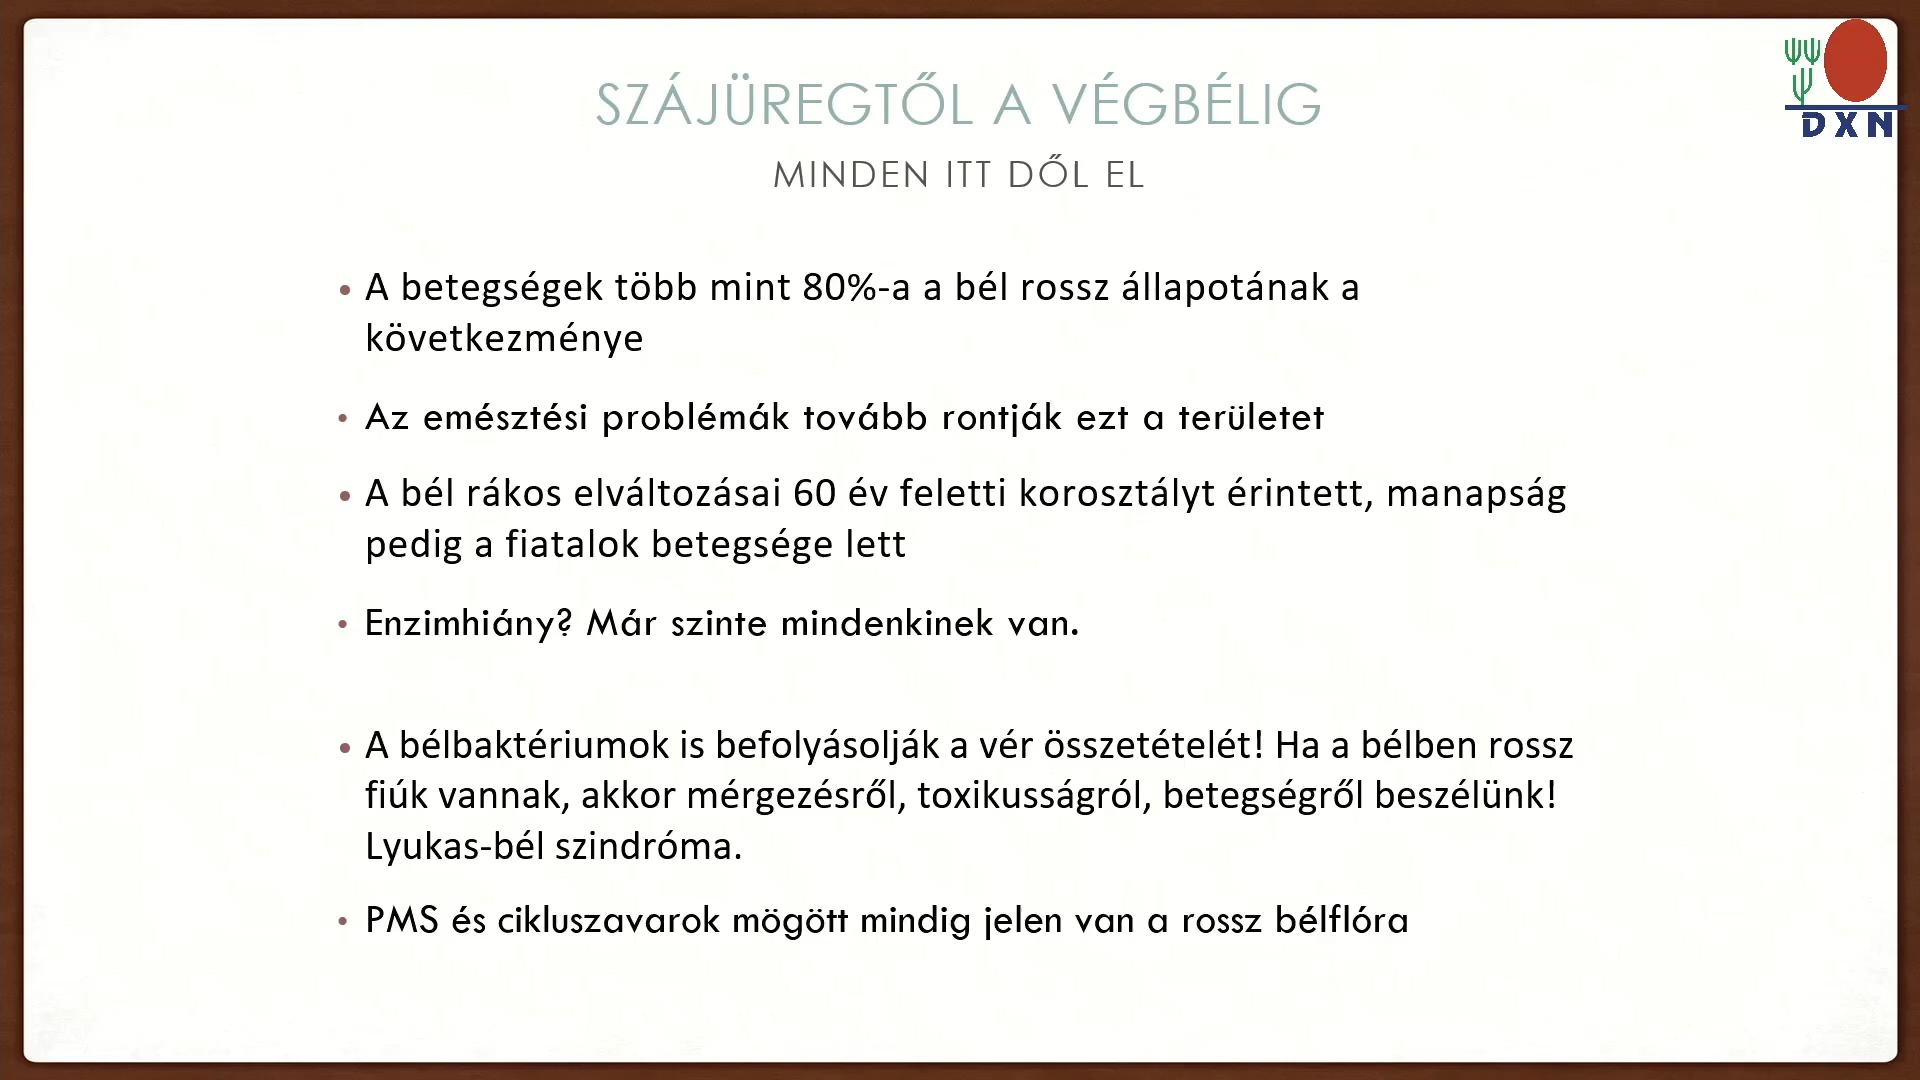 SZÁJÜREGTŐL A VÉGBÉLIG
MINDEN ITT DŐL EL
DXN
• A betegségek több mint 80%-a a bél rossz állapotának a
következménye
• Az emésztési problémák tovább rontják ezt a területet
• A bél rákos elváltozásai 60 év feletti korosztályt érintett, manapság
pedig a fiatalok betegsége lett
• Enzimhiány? Már szinte mindenkinek van.
• A bélbaktériumok is befolyásolják a vér összetételét! Ha a bélben rossz
fiúk vannak, akkor mérgezésről, toxikusságról, betegségről beszélünk!
Lyukas-bél szindróma.
• PMS és cikluszavarok mögött mindig jelen van a rossz bélflóra